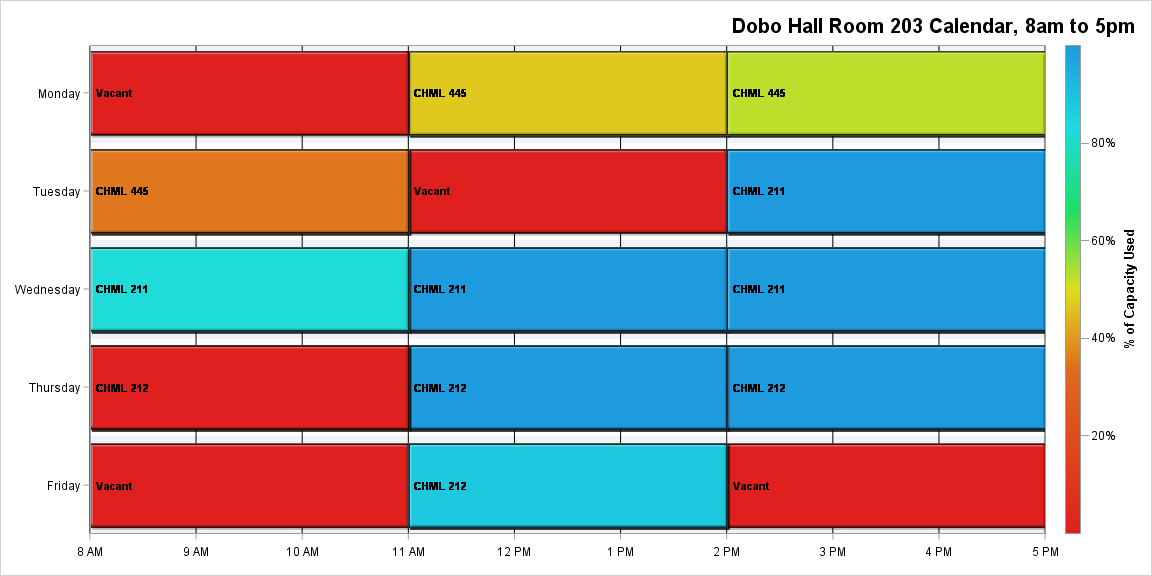 Dobo Hall Room 203 Calendar, 8am to 5pm
Monday
Vacant
CHML 445
CHML 445
80%
Tuesday
CHML 445
Vacant
CHML 211
60%
Wednesday
CHML 211
CHML 211
CHML 211
% of Capacity Used
40%
Thursday
CHML 212
CHML 212
CHML 212
20%
Friday
Vacant
CHML 212
Vacant
8 AM
9 AM
10 AM
11 AM
12 PM
1 PM
2 PM
3 PM
4 PM
5 PM